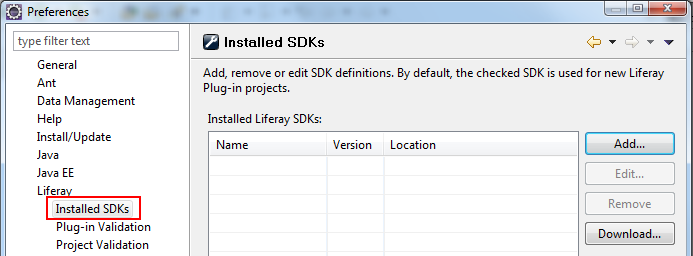 Preferences
type filter text
General
Ant
Data Management
Help
Install/Update
Java
Java EE
Liferay
Installed SDKs
Plug-in Validation
Project Validation
Installed SDKs
Add, remove or edit SDK definitions. By default, the checked SDK is used for new Liferay
Plug-in projects.
Installed Liferay SDKs:
Name Version Location
Add...
Edit...
Remove
Download...